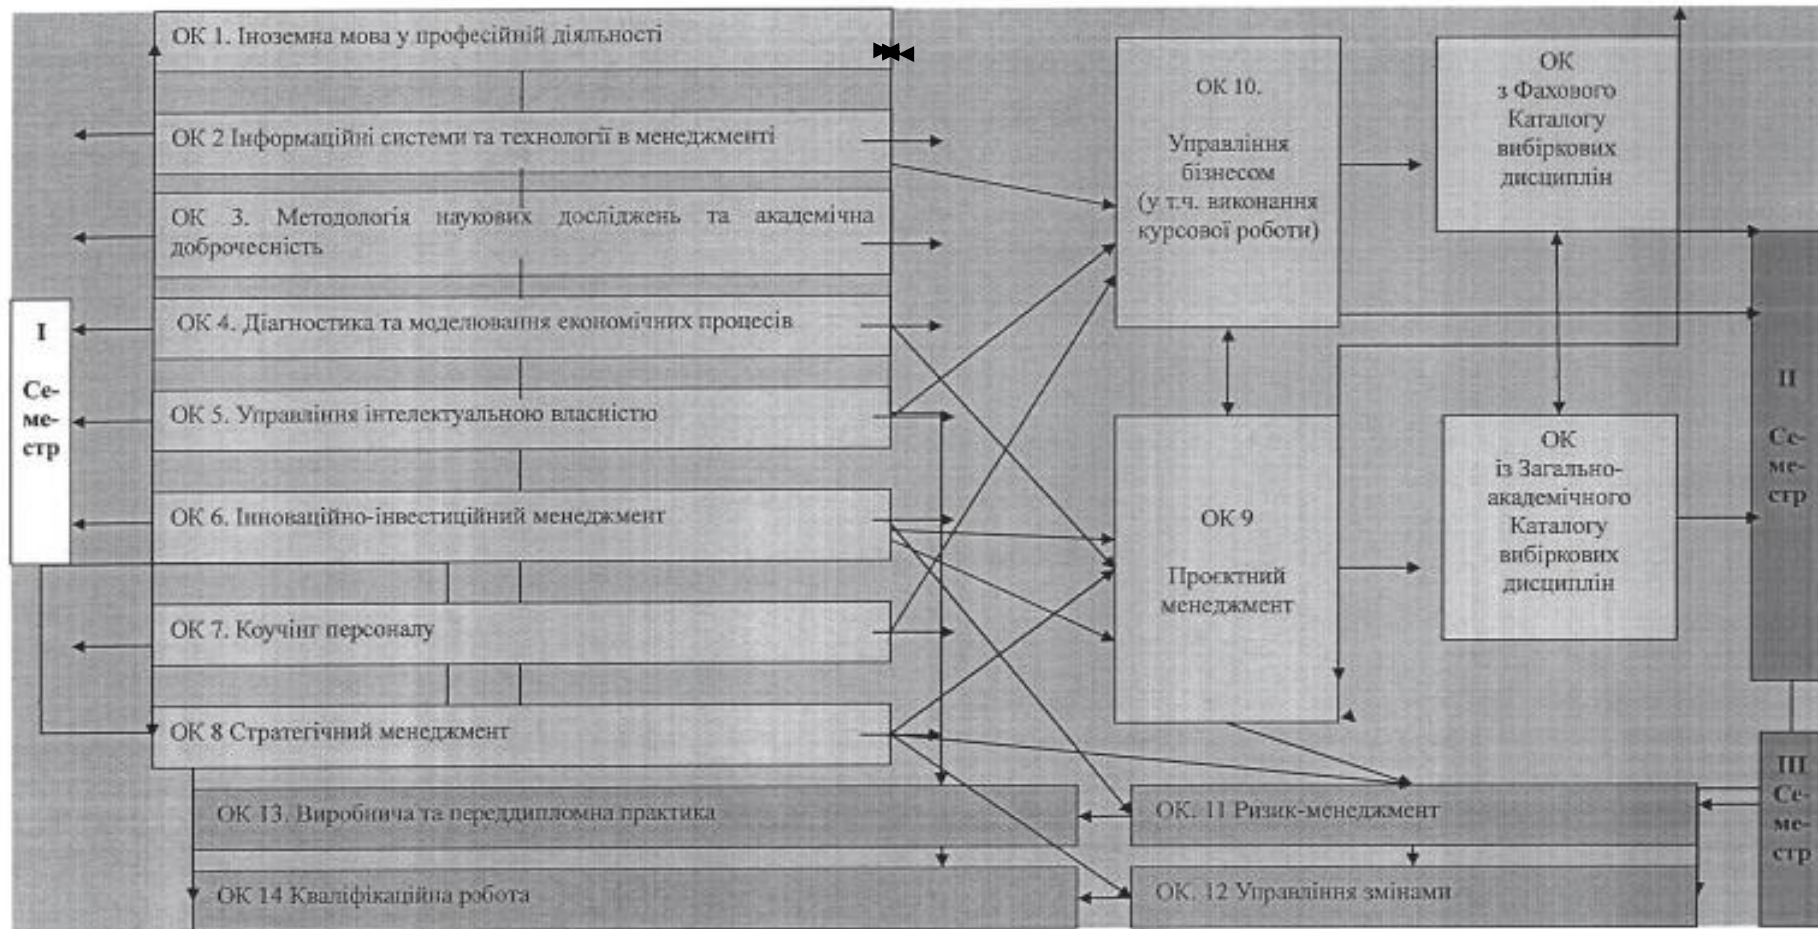 ОК 1. Іноземна мова у професійній діяльності
ОК 2 Інформаційні системи та технології в менеджменті
ОК 3. Методологія наукових досліджень та академічна
доброчесність
ОК 4. Діагностика та моделювання економічних процесів
ОК 5. Управління інтелектуальною власністю
ОК 6. Інноваційно-інвестиційний менеджмент
ОК 7. Коучінг персоналу
ОК 8 Стратегічний менеджмент
І
Се-
ме-
стр
ОК 10.
Управління
бізнесом
(у т.ч. виконання
курсової роботи)
ОК
з Фахового
Каталогу
вибіркових
дисциплін
ОК 9
Проєктний
менеджмент
ОК
із Загально-
академічного
Каталогу
вибіркових
дисциплін
ІІ
Се-
ме-
стр
ІІІ
Се-
ме-
стр
ОК 13. Виробнича та переддипломна практика
ОК. 11 Ризик-менеджмент
ОК 14 Кваліфікаційна робота
ОК. 12 Управління змінами